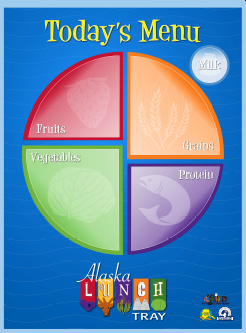 Today's Menu
Milk
Fruits
Grains
Vegetables
Protein
Alaska
LUNCH
TRAY